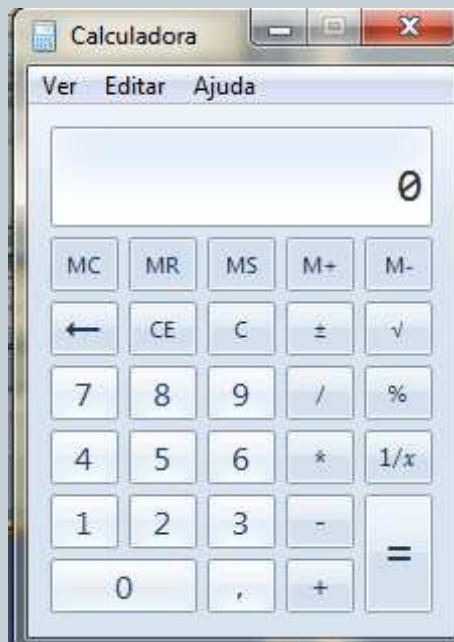 Calculadora
Ver Editar Ajuda
0
MC MR MS M+ M-
← CE C ± √
7 8 9 / %
4 5 6 * 1/x
1 2 3 - =
0 , +